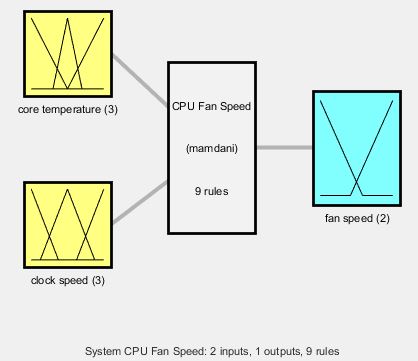 core temperature (3)
CPU Fan Speed
(mamdani)
9 rules
fan speed (2)
clock speed (3)
System CPU Fan Speed: 2 inputs, 1 outputs, 9 rules